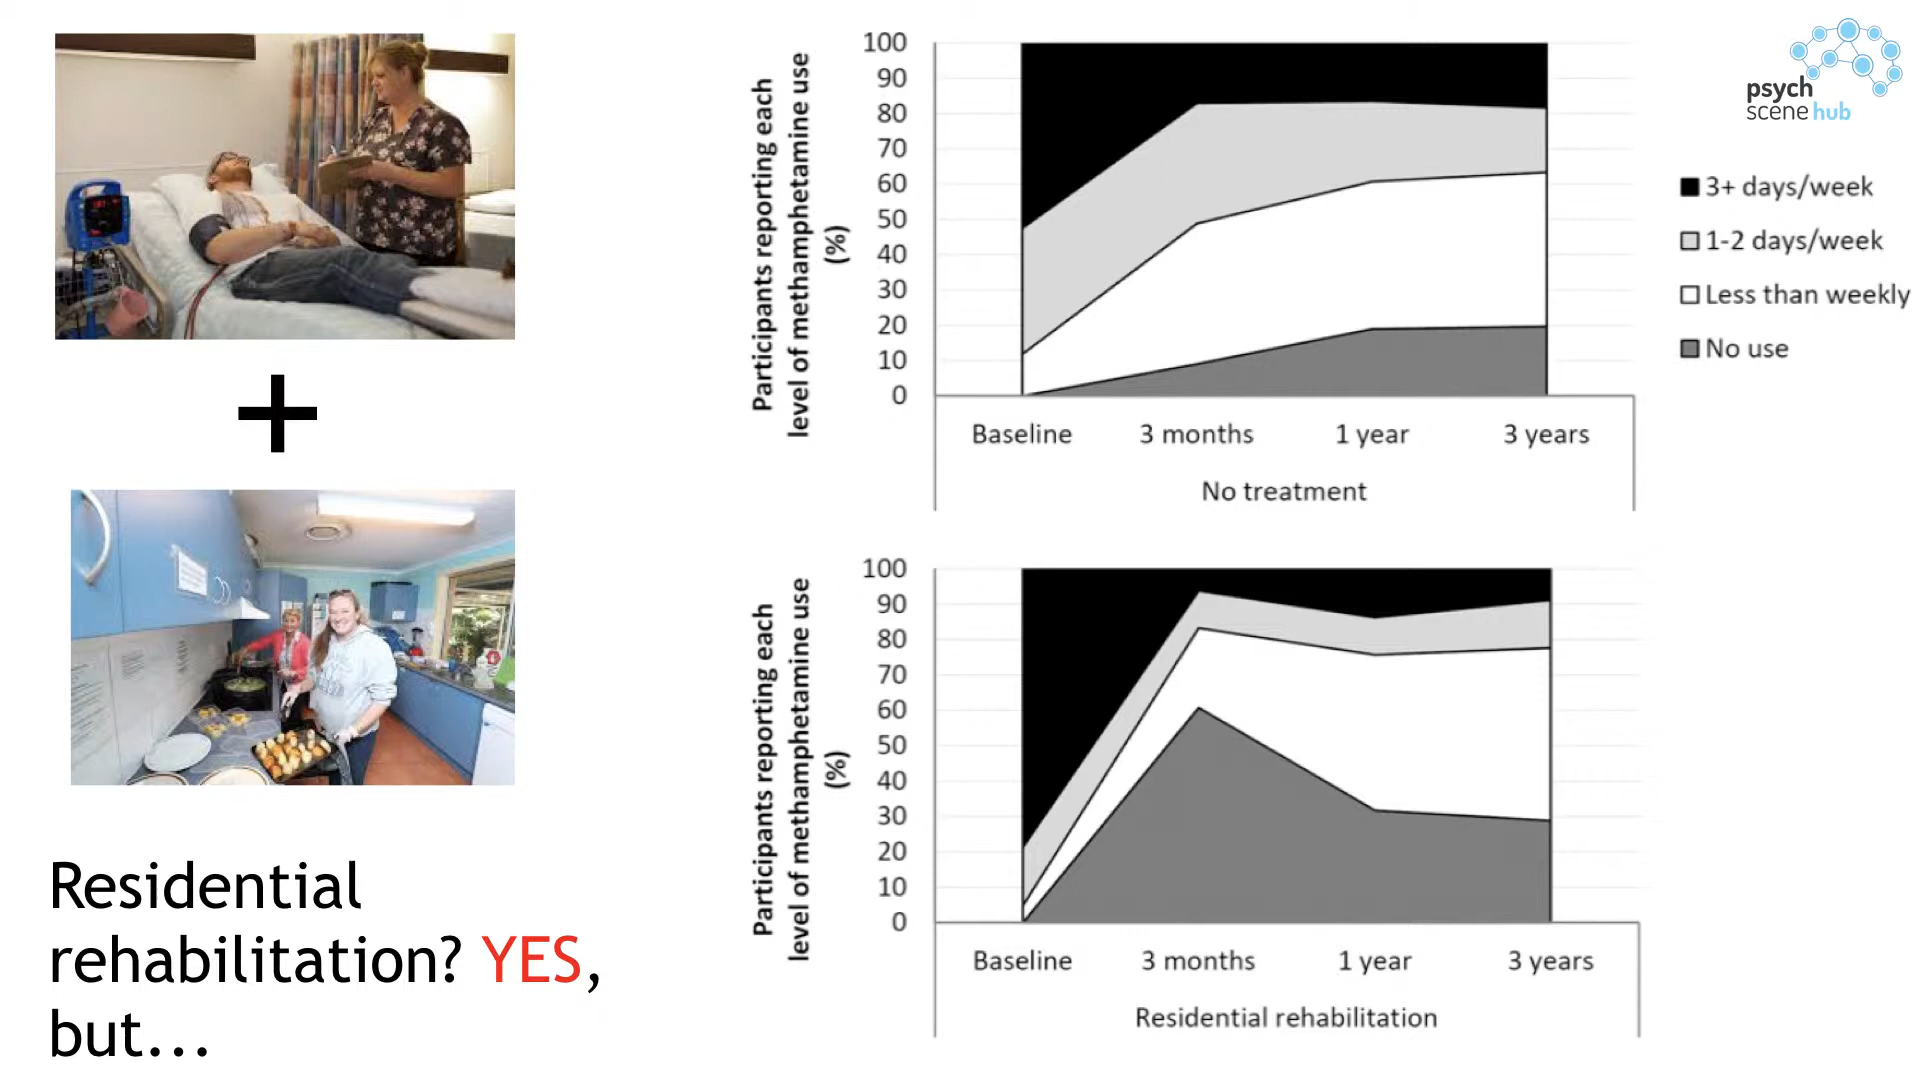 psych
scene hub
Residential
rehabilitation? YES,
but...
Participants reporting each
level of methamphetamine use
(%)
100
90
80
70
60
50
40
30
20
10
0
Baseline 3 months 1 year 3 years
No treatment
3+ days/week
1-2 days/week
Less than weekly
No use
Participants reporting each
level of methamphetamine use
(%)
100
90
80
70
60
50
40
30
20
10
0
Baseline 3 months 1 year 3 years
Residential rehabilitation